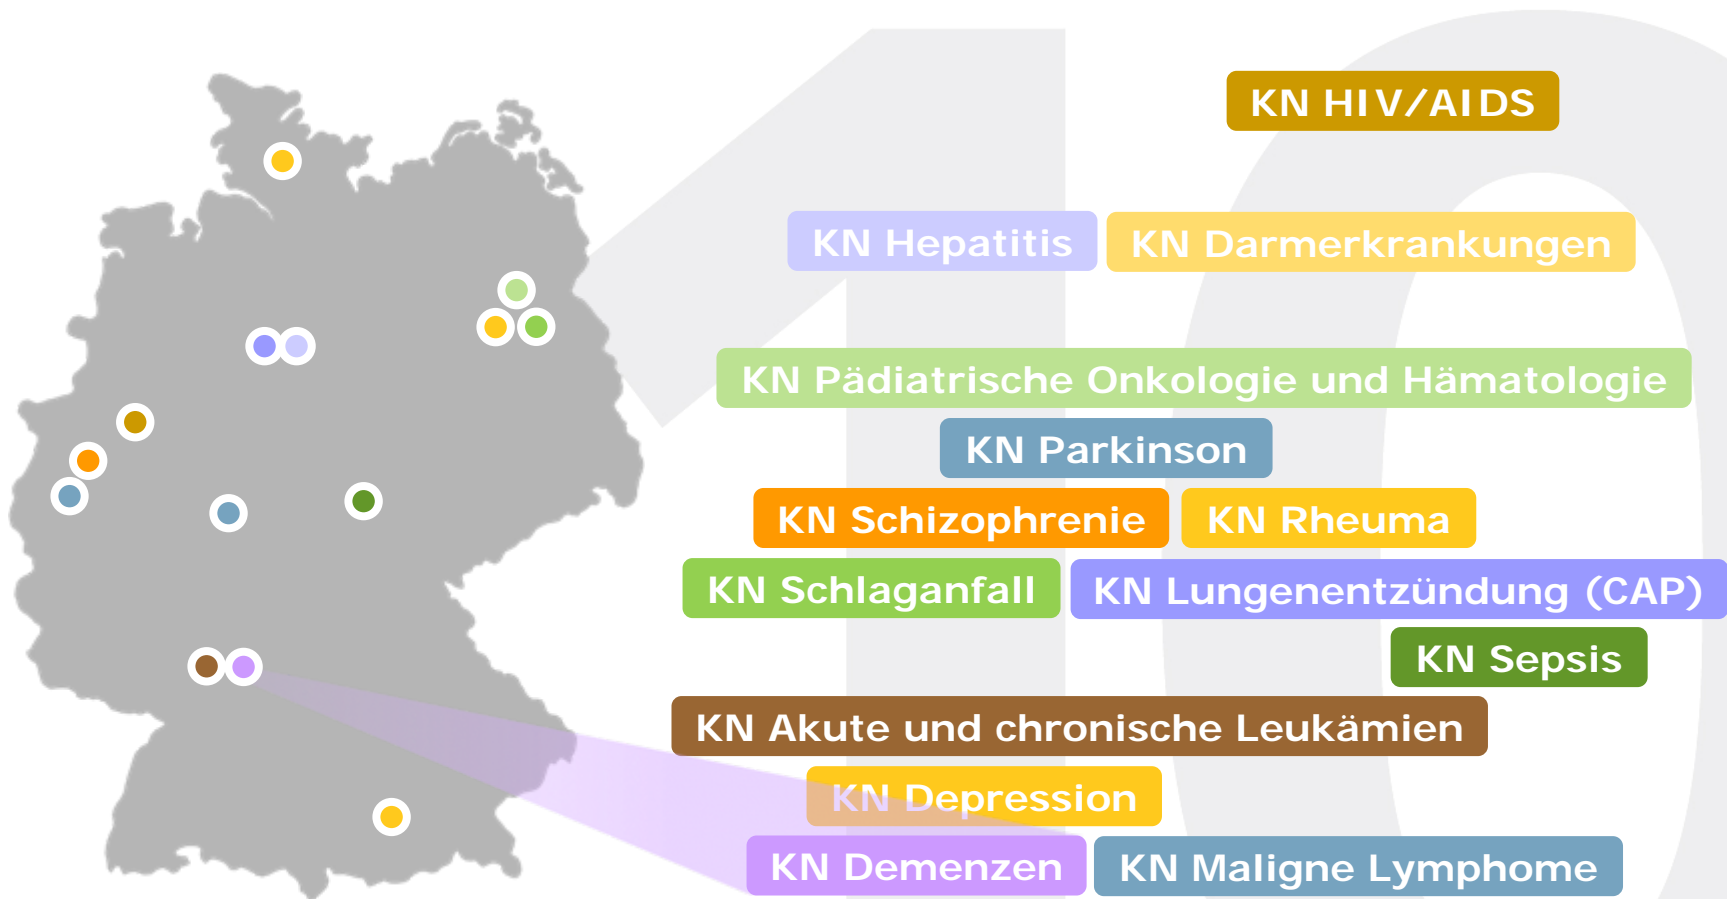 10
KN HIV/AIDS
KN Hepatitis KN Darmerkrankungen
KN Pädiatrische Onkologie und Hämatologie
KN Parkinson
KN Schizophrenie KN Rheuma
KN Schlaganfall KN Lungenentzündung (CAP)
KN Sepsis
KN Akute und chronische Leukämien
KN Depression
KN Demenzen KN Maligne Lymphome